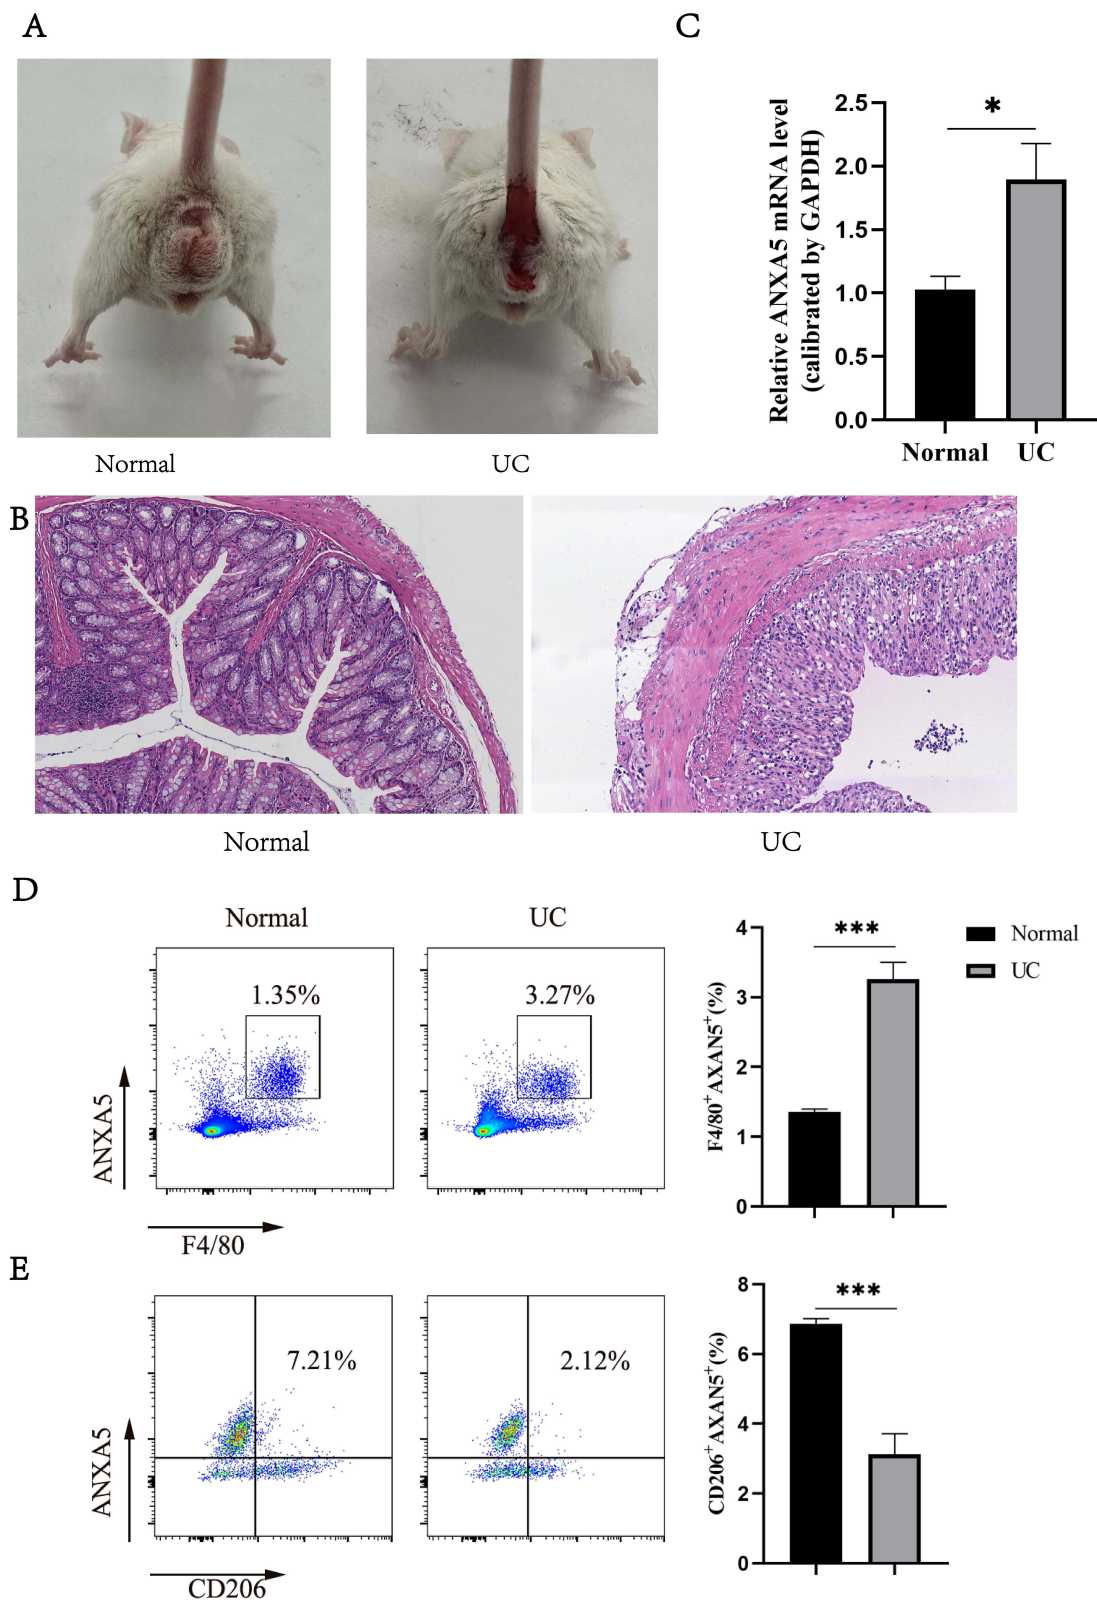 A
C
Normal
UC
Relative ANXA5 mRNA level
(calibrated by GAPDH)
2.5
2.0
1.5
1.0
0.5
0.0
*
Normal
UC
B
Normal
UC
D
Normal
UC
1.35%
3.27%
ANXA5
F4/80
F4/80+AXAN5+(%)
4
3
2
1
0
***
Normal
UC
E
7.21%
2.12%
ANXA5
CD206
CD206+AXAN5+(%)
8
6
4
2
0
***